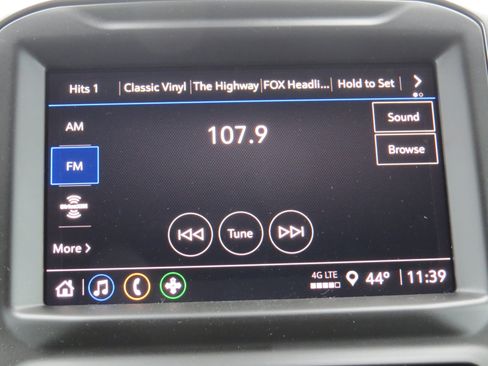 Hits 1 Classic Vinyl The Highway FOX Headli... Hold to Set
AM
107.9
Sound
FM
Browse
SiriusXM
Tune
More
4G LTE 44° 11:39